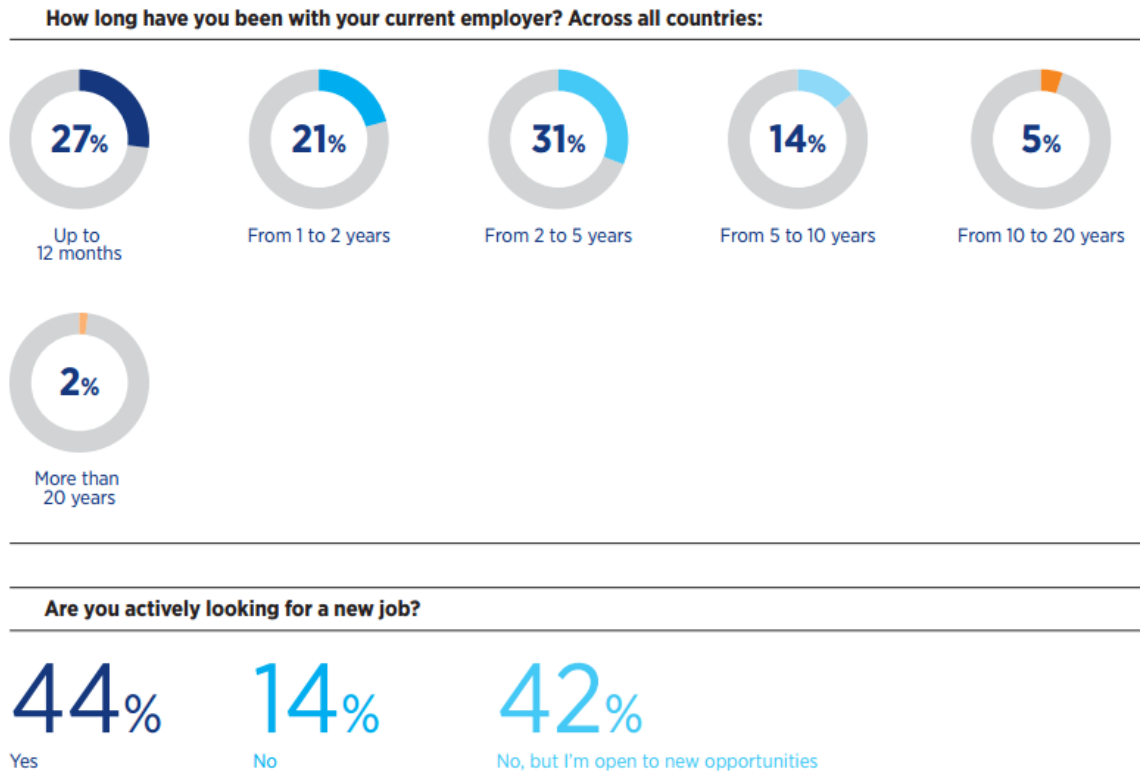 How long have you been with your current employer? Across all countries:
27%
21%
31%
14%
5%
Up to
12 months
From 1 to 2 years
From 2 to 5 years
From 5 to 10 years
From 10 to 20 years
2%
More than
20 years
Are you actively looking for a new job?
44%
14%
42%
Yes
No
No, but I'm open to new opportunities